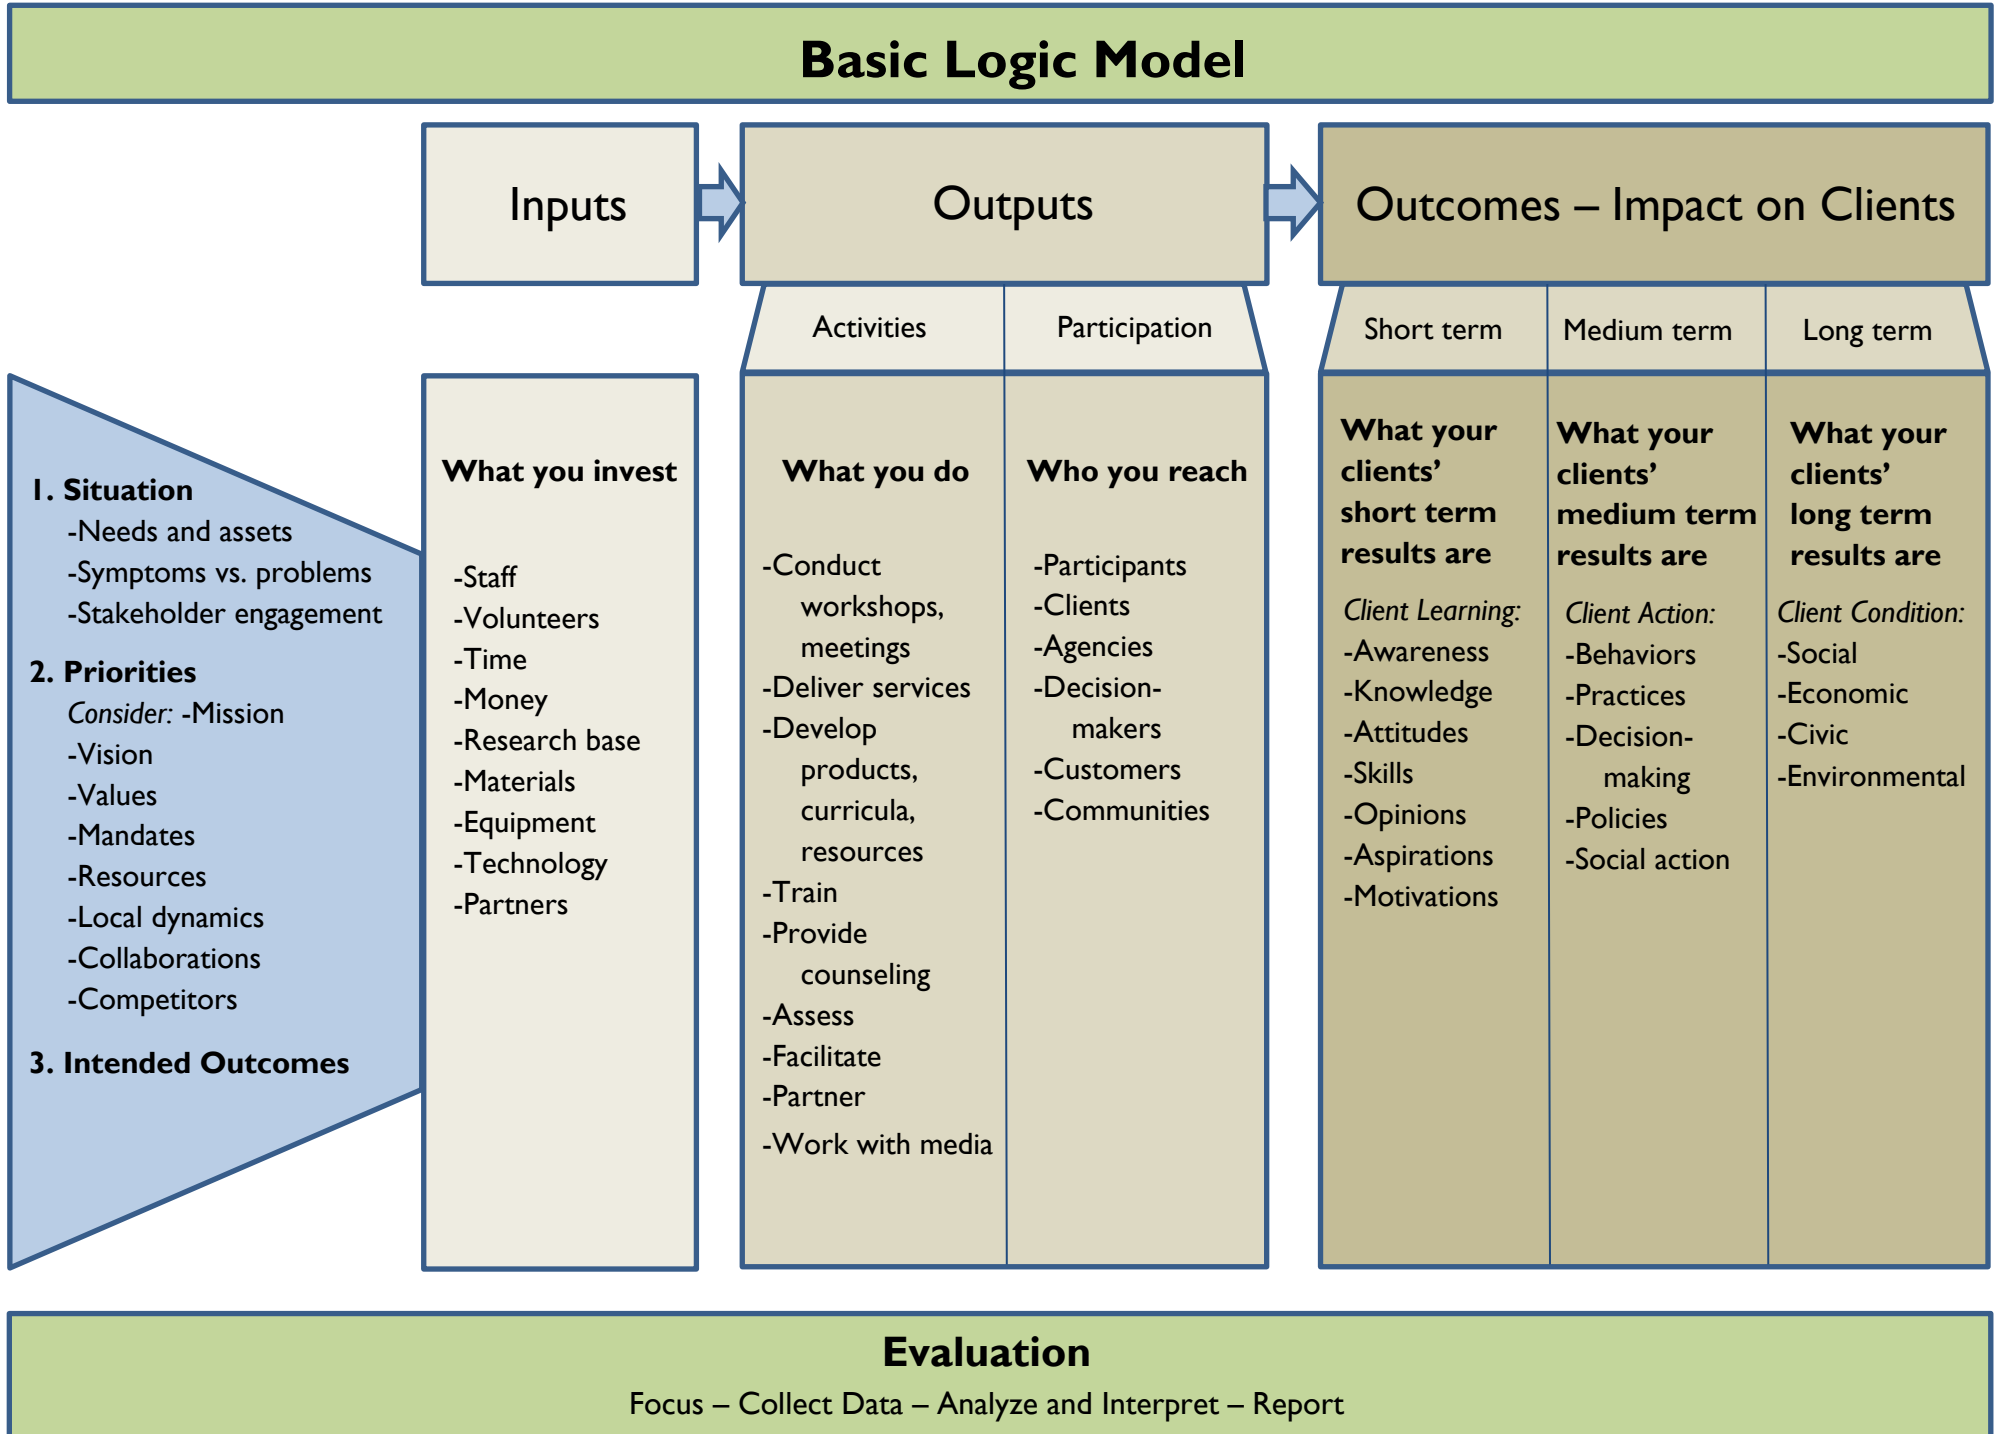 Basic Logic Model
Inputs
Outputs
Outcomes – Impact on Clients
Activities
Participation
Short term
Medium term
Long term
1. Situation
-Needs and assets
-Symptoms vs. problems
-Stakeholder engagement
2. Priorities
Consider: -Mission
-Vision
-Values
-Mandates
-Resources
-Local dynamics
-Collaborations
-Competitors
3. Intended Outcomes
What you invest
-Staff
-Volunteers
-Time
-Money
-Research base
-Materials
-Equipment
-Technology
-Partners
What you do
-Conduct
workshops,
meetings
-Deliver services
-Develop
products,
curricula,
resources
-Train
-Provide
counseling
-Assess
-Facilitate
-Partner
-Work with media
Who you reach
-Participants
-Clients
-Agencies
-Decision-
makers
-Customers
-Communities
What your
clients’
short term
results are
Client Learning:
-Awareness
-Knowledge
-Attitudes
-Skills
-Opinions
-Aspirations
-Motivations
What your
clients’
medium term
results are
Client Action:
-Behaviors
-Practices
-Decision-
making
-Policies
-Social action
What your
clients’
long term
results are
Client Condition:
-Social
-Economic
-Civic
-Environmental
Evaluation
Focus – Collect Data – Analyze and Interpret – Report